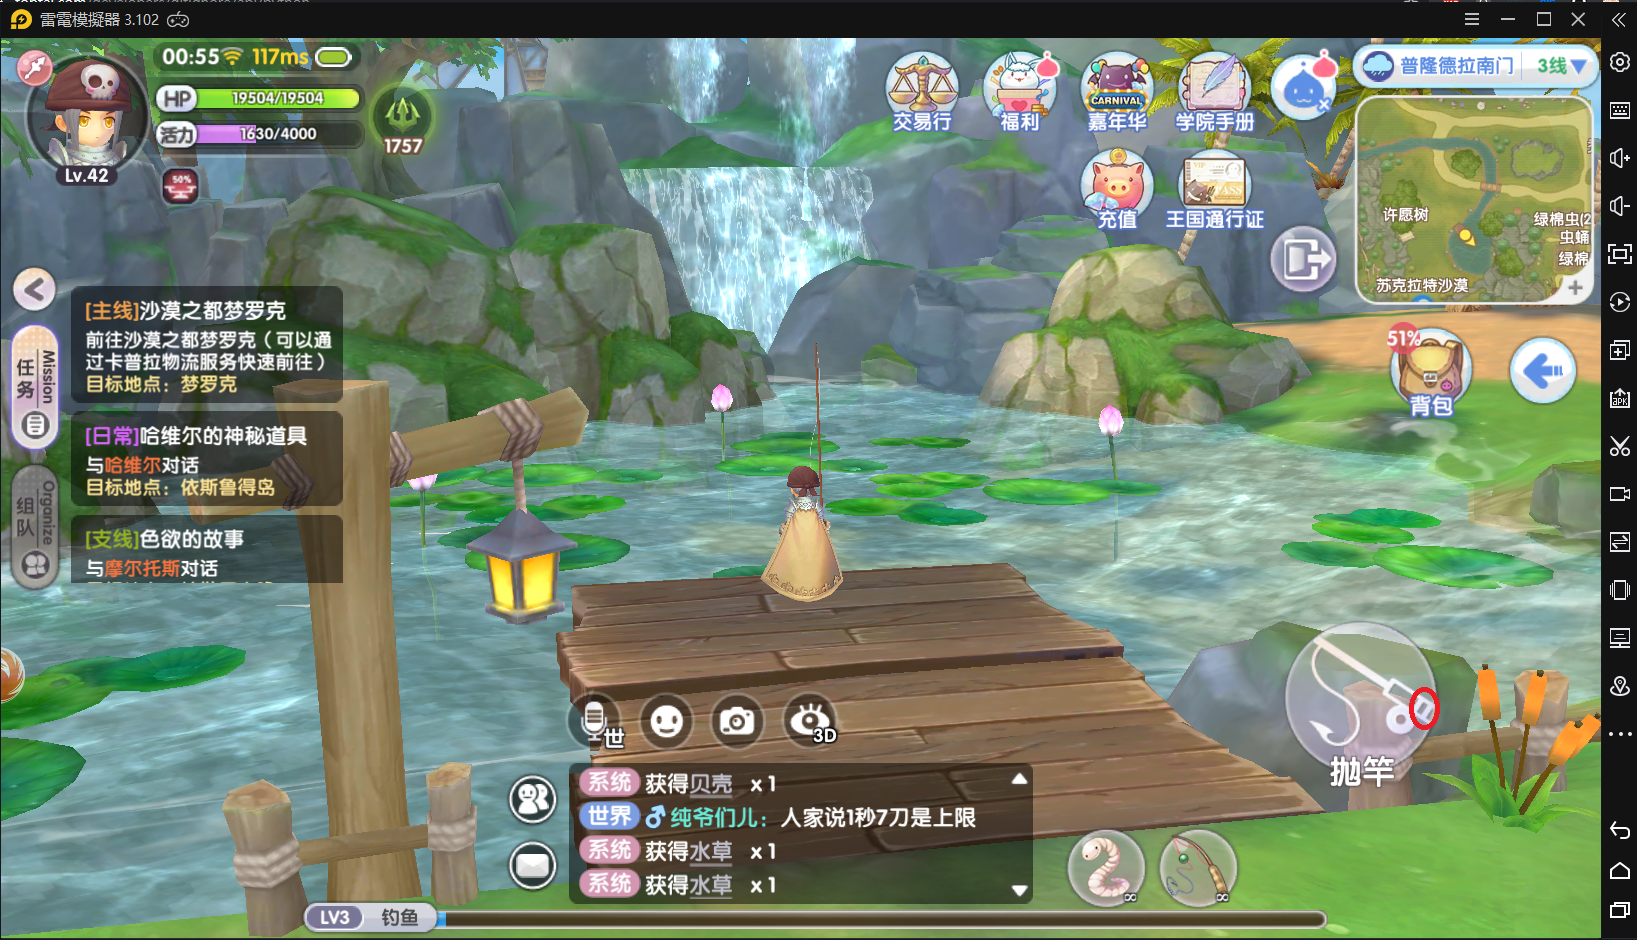 雷電模擬器 3.102
00:55 117ms
HP 19504/19504
活力 1630/4000
Lv.42
50%
1757
交易行
福利
CARNIVAL
嘉年华
学院手册
普隆德拉南门 3线
VIP
PASS
充值
王国通行证
许愿树
绿棉虫(2
虫蛹
绿棉
苏克拉特沙漠
51%
背包
任务 Mission
组队 Organize
[主线]沙漠之都梦罗克
前往沙漠之都梦罗克（可以通
过卡普拉物流服务快速前往）
目标地点：梦罗克
[日常]哈维尔的神秘道具
与哈维尔对话
目标地点：依斯鲁得岛
[支线]色欲的故事
与摩尔托斯对话
世
3D
抛竿
系统 获得贝壳 x1
世界 ♂纯爷们儿：人家说1秒7刀是上限
系统 获得水草 x1
系统 获得水草 x1
∞
∞
LV3 钓鱼
APK